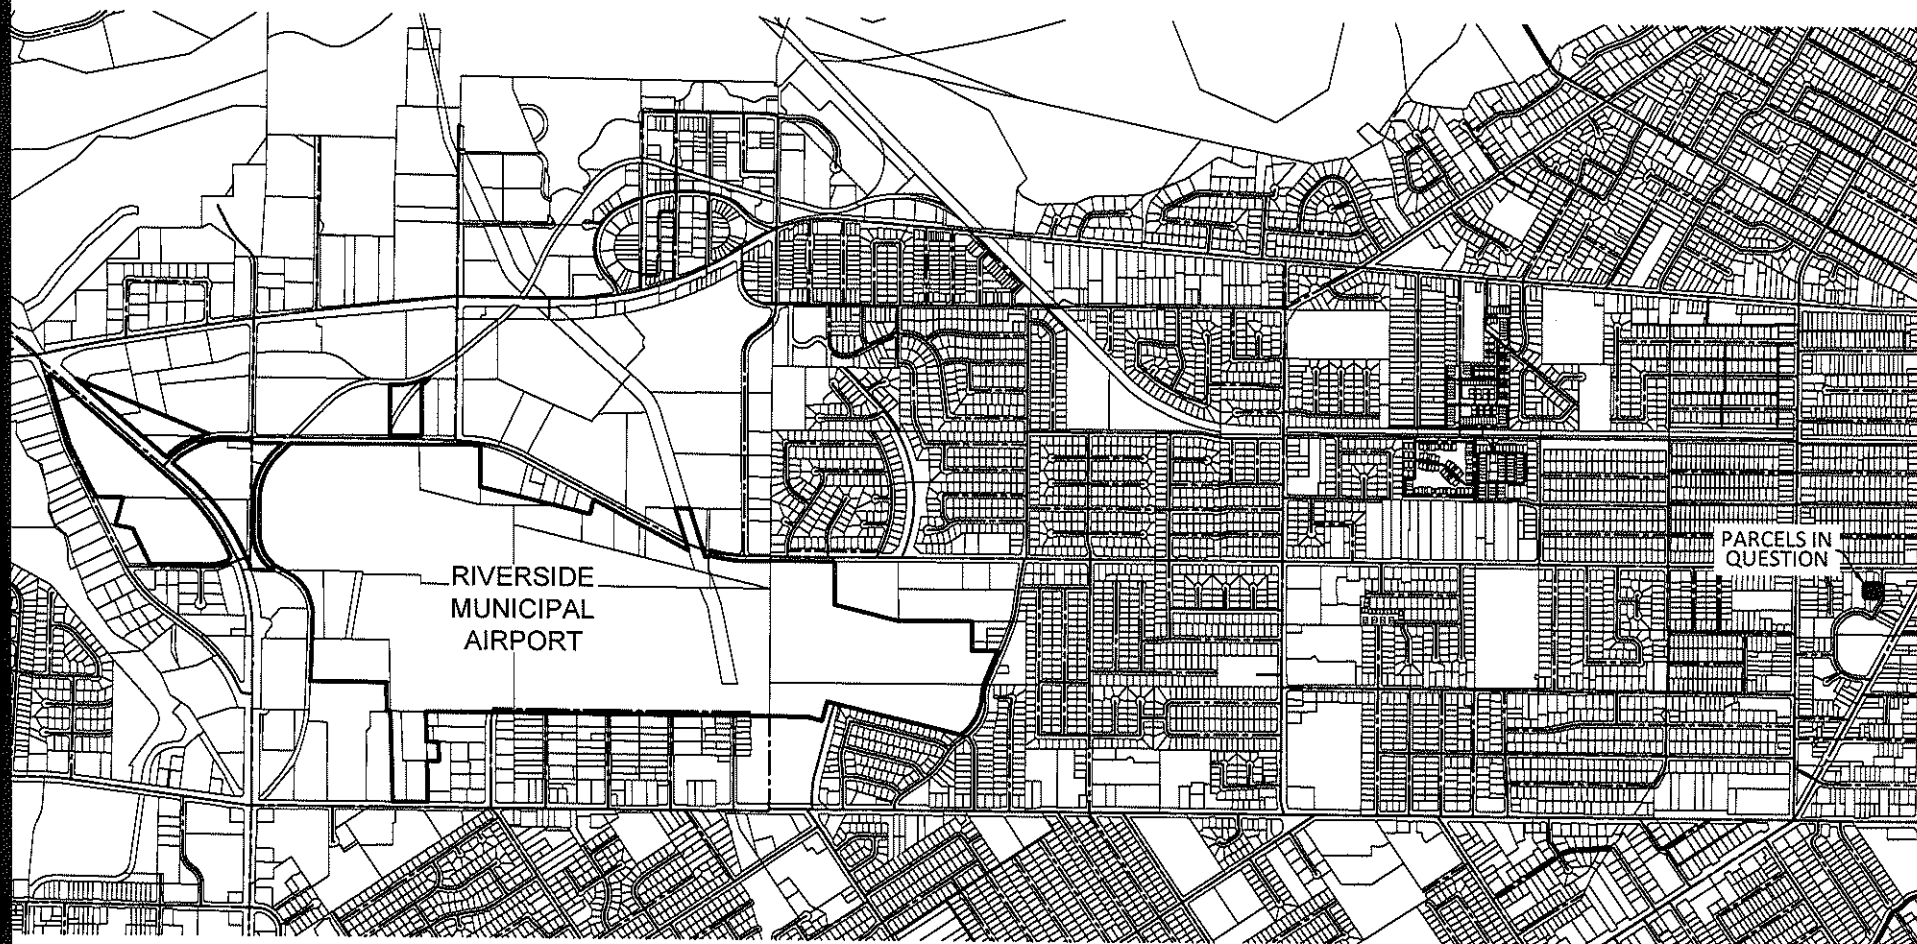 RIVERSIDE
MUNICIPAL
AIRPORT
PARCELS IN
QUESTION